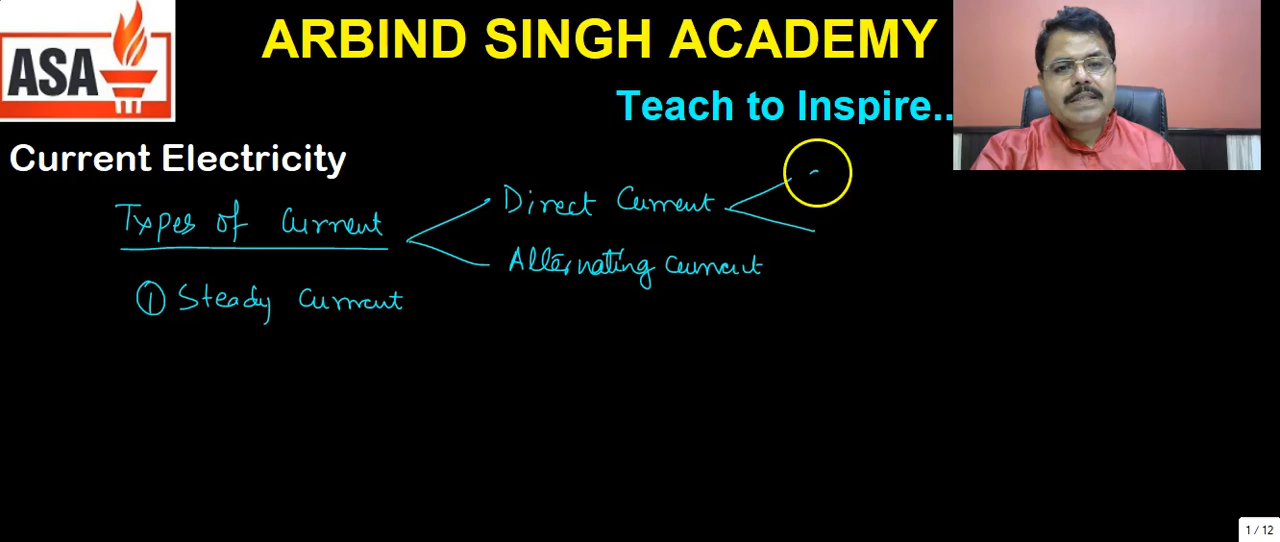 ASA
ARBIND SINGH ACADEMY
Teach to Inspire..
Current Electricity
Types of Current
Direct Current
Alternating Current
① Steady Current
1 / 12